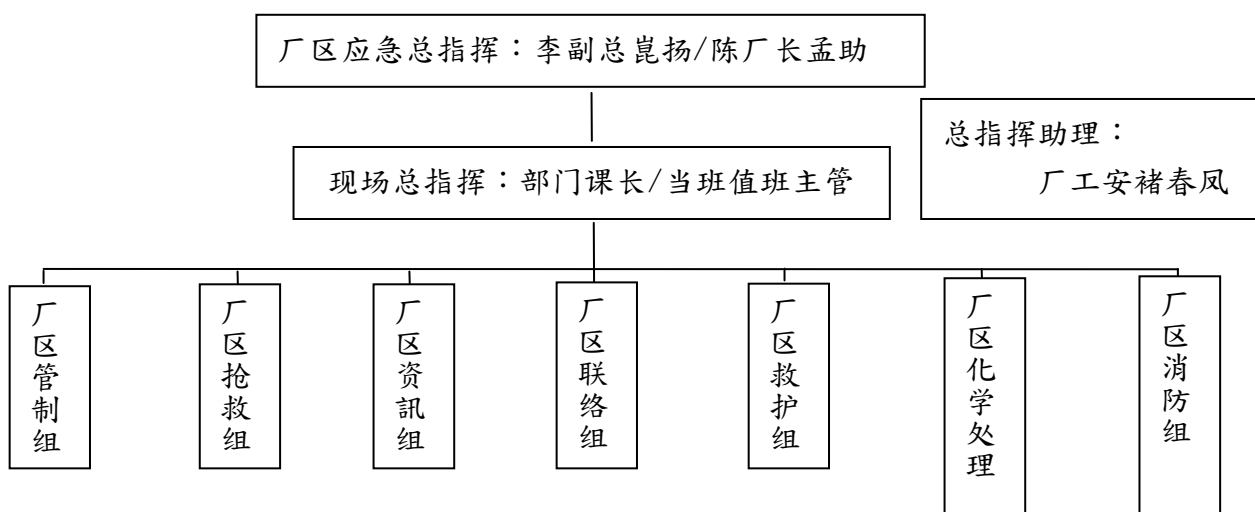 厂区应急总指挥：李副总崑扬/陈厂长孟助
总指挥助理：
厂工安褚春凤
现场总指挥：部门课长/当班值班主管
厂区管制组
厂区抢救组
厂区资訊组
厂区联络组
厂区救护组
厂区化学处理
厂区消防组